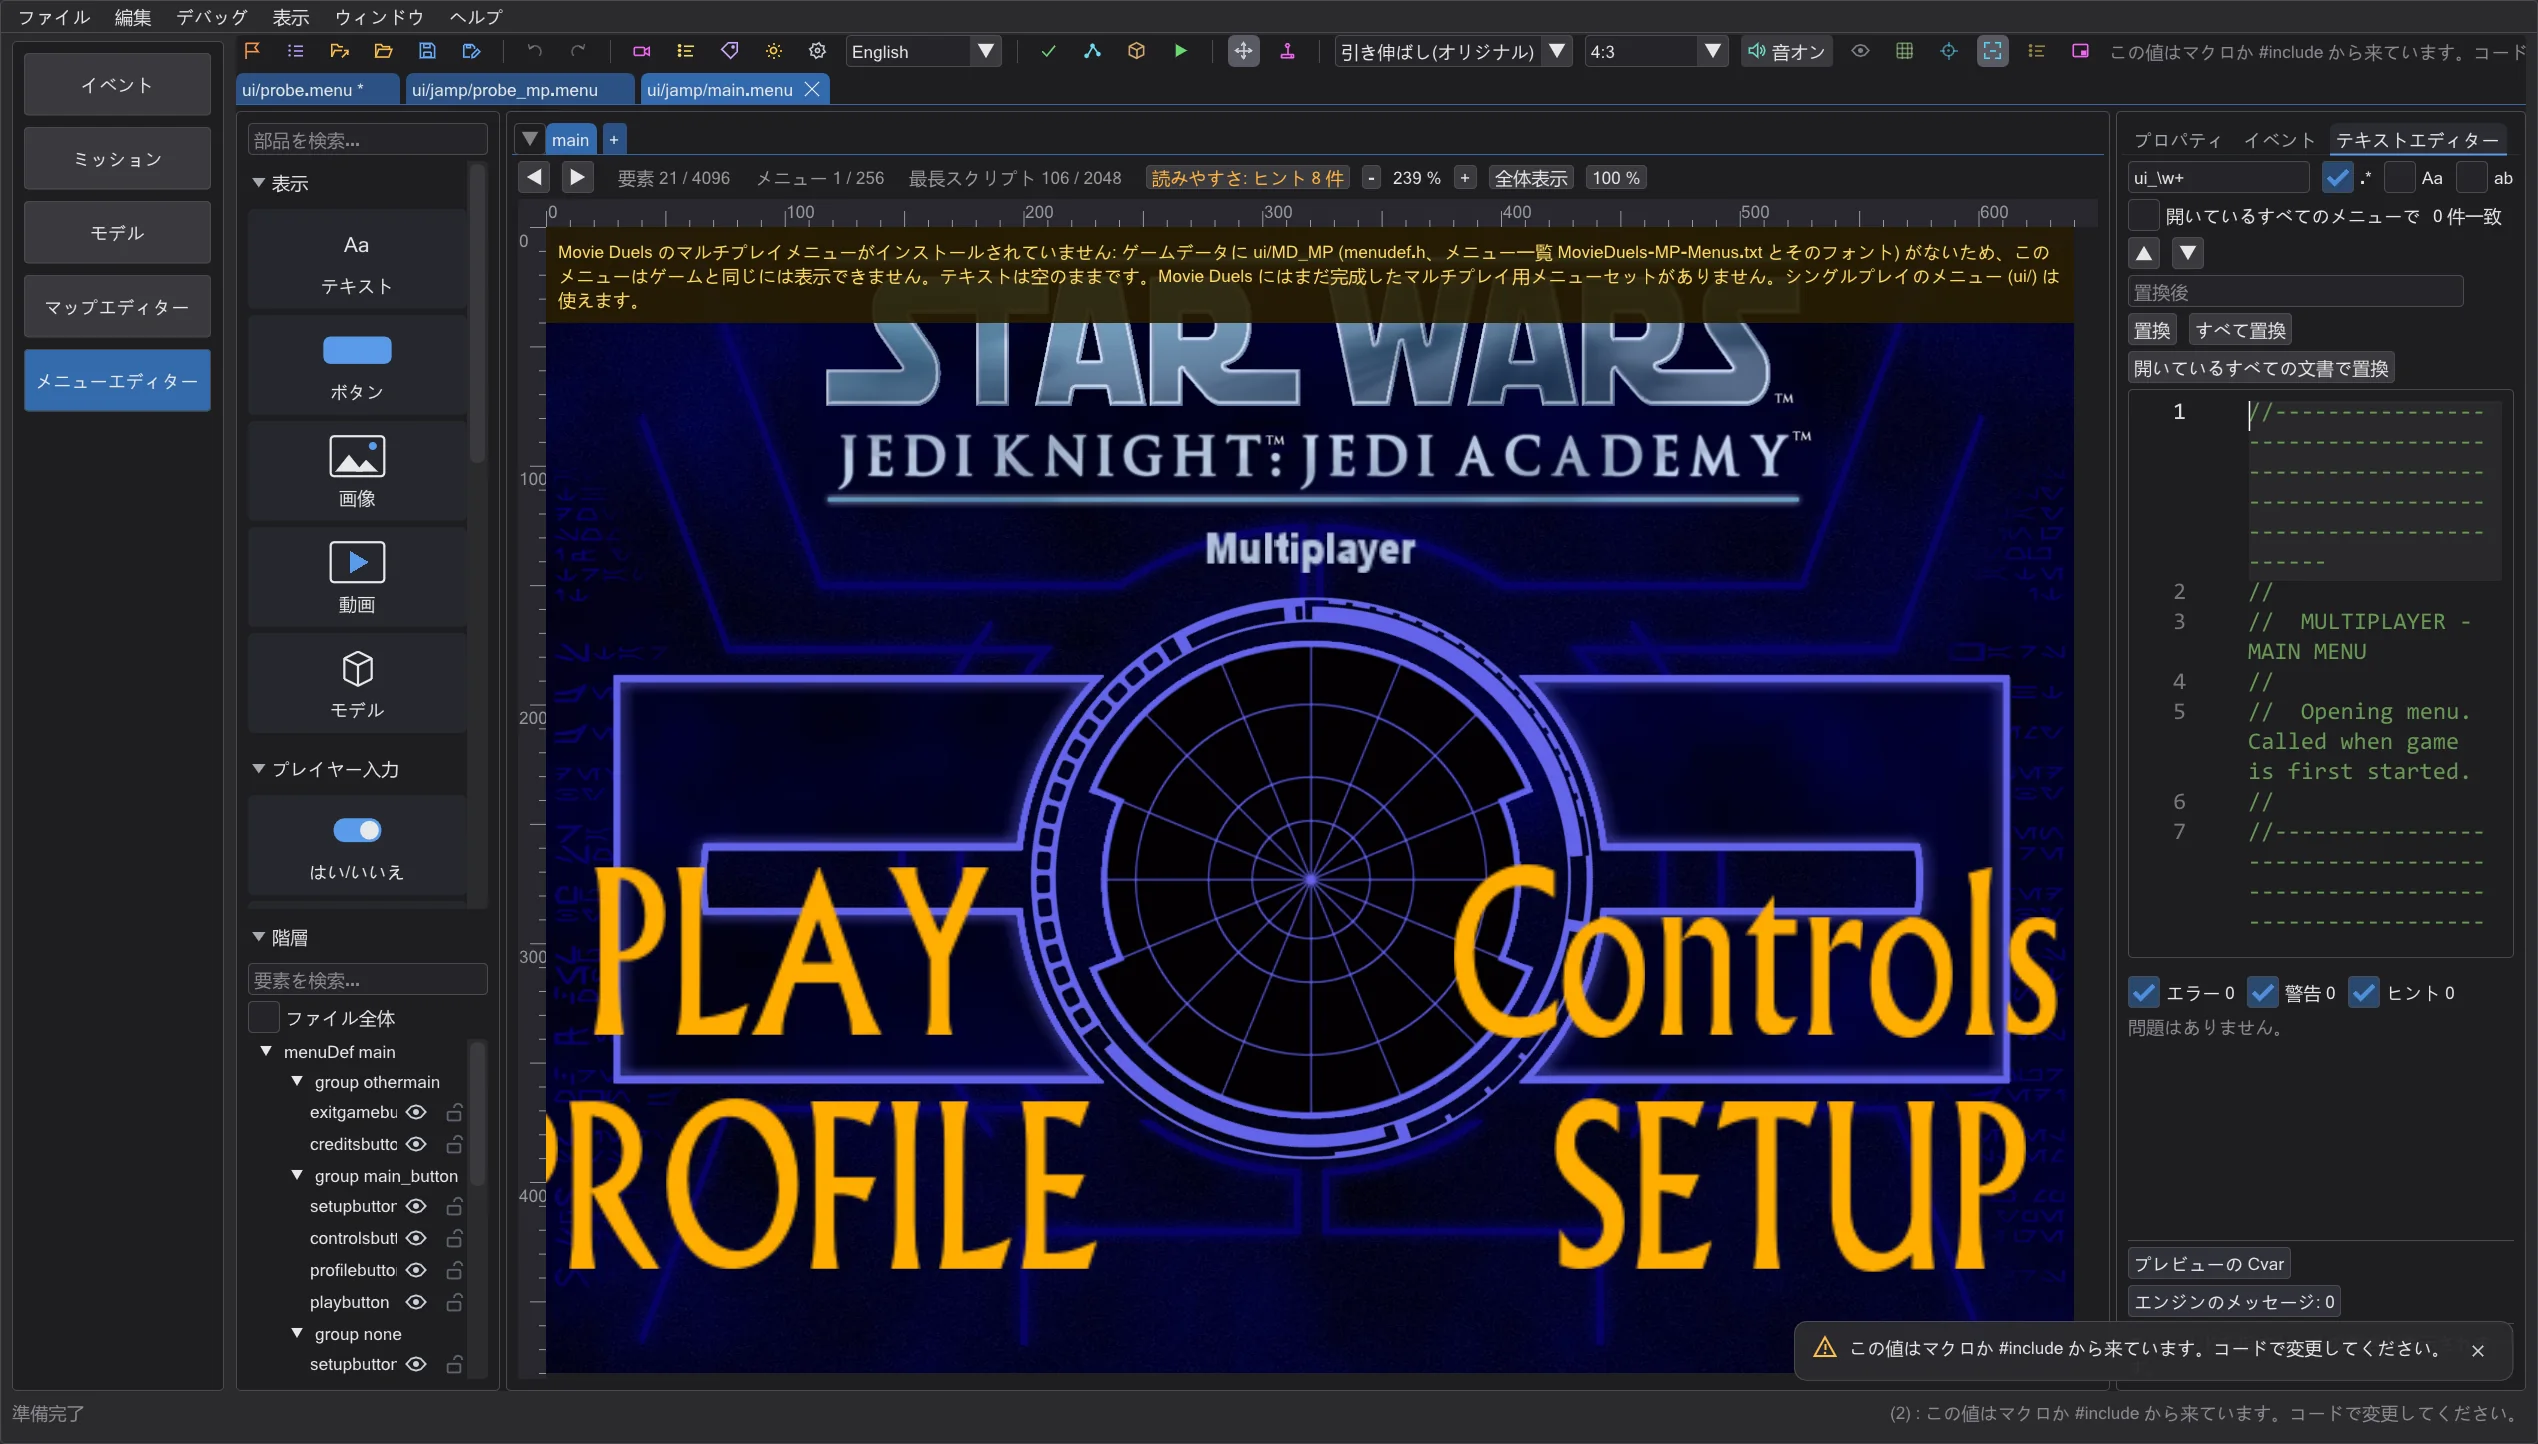 ファイル 編集 デバッグ 表示 ウィンドウ ヘルプ
イベント
ミッション
モデル
マップエディター
メニューエディター
English
引き伸ばし(オリジナル)
4:3
音オン
この値はマクロか #include から来ています。コード
ui/probe.menu *
ui/jamp/probe_mp.menu
ui/jamp/main.menu
部品を検索...
表示
Aa
テキスト
ボタン
画像
動画
モデル
プレイヤー入力
はい/いいえ
階層
要素を検索...
ファイル全体
menuDef main
group othermain
exitgamebu
creditsbutto
group main_button
setupbutton
controlsbutt
profilebutton
playbutton
group none
setupbutton
main
+
要素 21 / 4096
メニュー 1 / 256
最長スクリプト 106 / 2048
読みやすさ: ヒント 8 件
-
239 %
+
全体表示
100 %
0 100 200 300 400 500 600
0
100
200
300
400
Movie Duels のマルチプレイメニューがインストールされていません: ゲームデータに ui/MD_MP (menudef.h、メニュー一覧 MovieDuels-MP-Menus.txt とそのフォント) がないため、この
メニューはゲームと同じには表示できません。テキストは空のままです。Movie Duels にはまだ完成したマルチプレイ用メニューセットがありません。シングルプレイのメニュー (ui/) は
使えます。
STAR WARS™
JEDI KNIGHT™: JEDI ACADEMY™
Multiplayer
PLAY
Controls
PROFILE
SETUP
プロパティ イベント テキストエディター
ui_\w+
.*
Aa
ab
開いているすべてのメニューで
0 件一致
置換後
置換
すべて置換
開いているすべての文書で置換
1 //----------------
------------------
------------------
------------------
------------------
------
2 //
3 //  MULTIPLAYER -
MAIN MENU
4 //
5 //  Opening menu.
Called when game
is first started.
6 //
7 //----------------
------------------
------------------
------------------
エラー 0
警告 0
ヒント 0
問題はありません。
プレビューの Cvar
エンジンのメッセージ: 0
この値はマクロか #include から来ています。コードで変更してください。
準備完了
(2) : この値はマクロか #include から来ています。コードで変更してください。